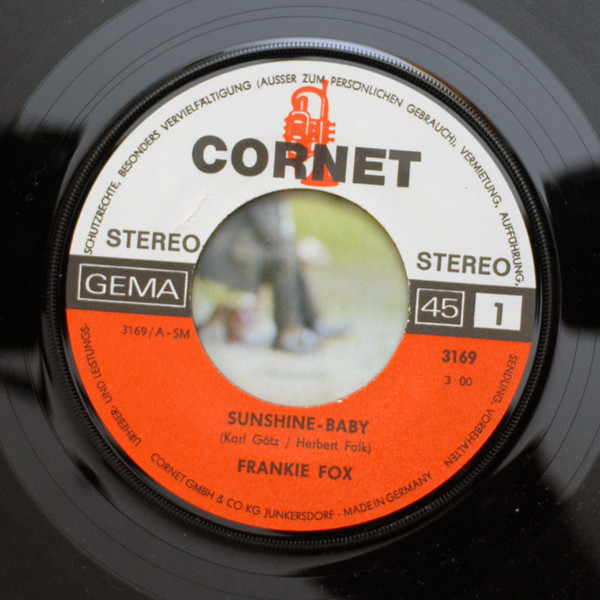 SCHUTZRECHTE, BESONDERS VERVIELFÄLTIGUNG (AUSSER ZUM PERSÖNLICHEN GEBRAUCH), VERMIETUNG, AUFFÜHRUNG,
CORNET
STEREO
STEREO
GEMA
45
1
3169/A-SM
3169
3·00
SUNSHINE-BABY
(Karl Götz / Herbert Falk)
FRANKIE FOX
URHEBER- UND LEISTUNGS-
SENDUNG, VORBEHALTEN
CORNET GMBH & CO KG JUNKERSDORF - MADE IN GERMANY